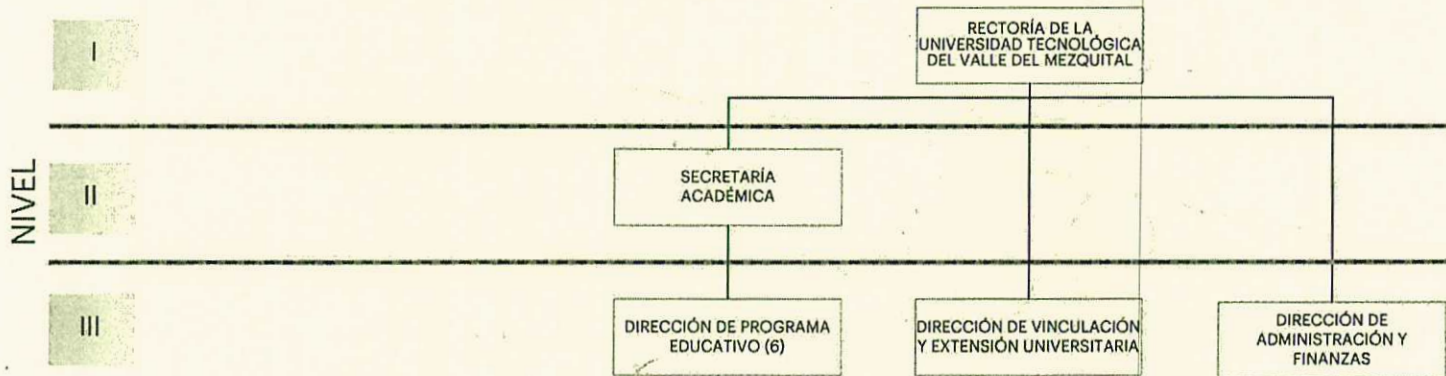 NIVEL
I
RECTORÍA DE LA
UNIVERSIDAD TECNOLÓGICA
DEL VALLE DEL MEZQUITAL
II
SECRETARÍA
ACADÉMICA
III
DIRECCIÓN DE PROGRAMA
EDUCATIVO (6)
DIRECCIÓN DE VINCULACIÓN
Y EXTENSIÓN UNIVERSITARIA
DIRECCIÓN DE
ADMINISTRACIÓN Y
FINANZAS